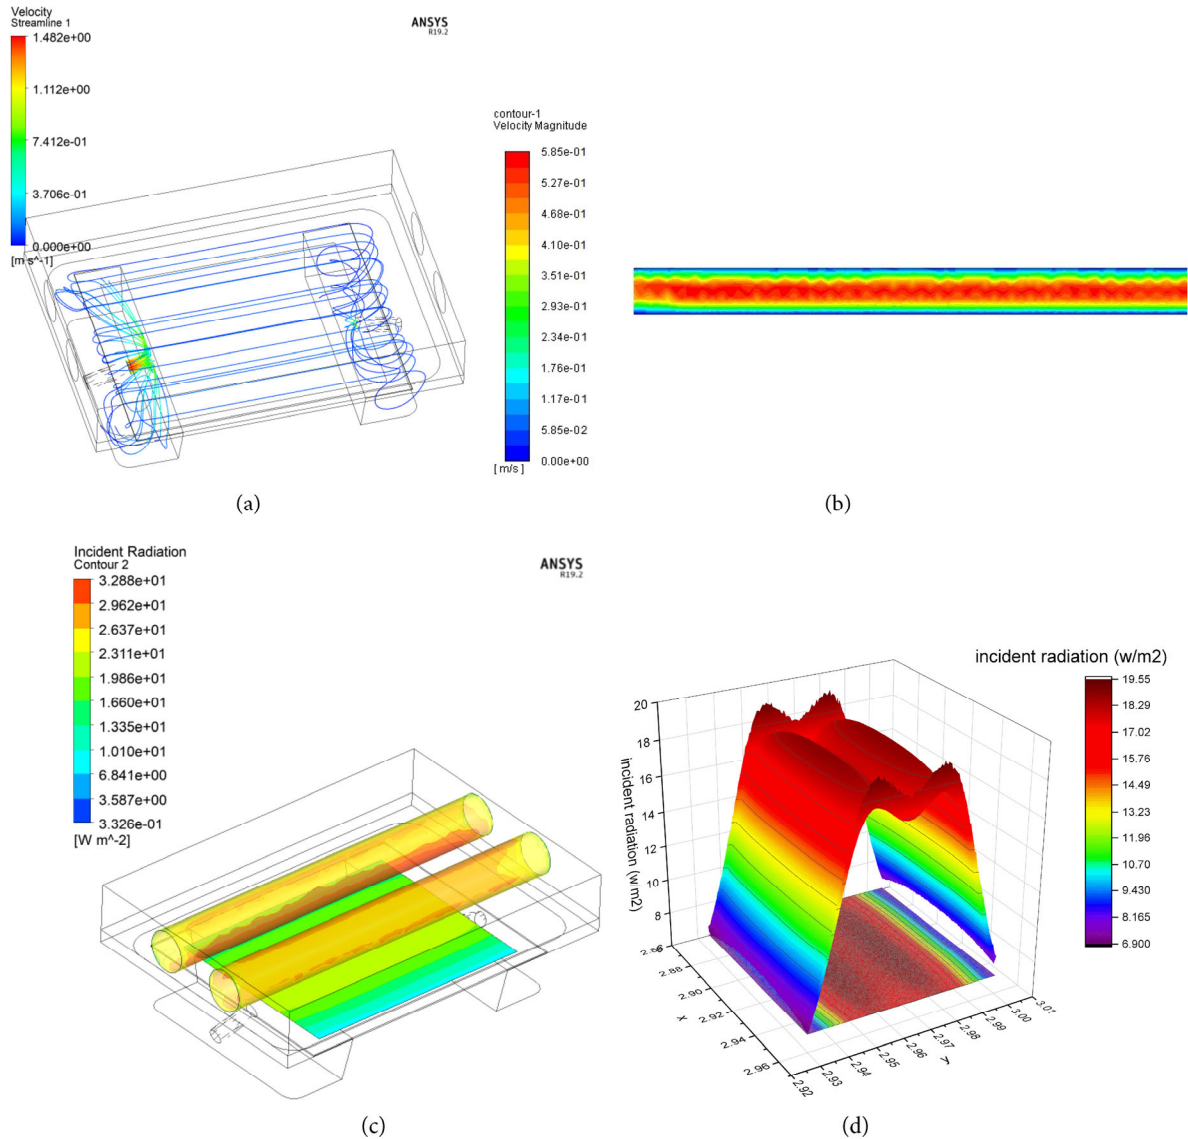 Velocity
Streamline 1
1.482e+00
1.112e+00
7.412e-01
3.706e-01
0.000e+00
[m s^-1]
ANSYS
R19.2
contour-1
Velocity Magnitude
5.85e-01
5.27e-01
4.68e-01
4.10e-01
3.51e-01
2.93e-01
2.34e-01
1.76e-01
1.17e-01
5.85e-02
0.00e+00
[ m/s ]
(a)
(b)
Incident Radiation
Contour 2
3.288e+01
2.962e+01
2.637e+01
2.311e+01
1.986e+01
1.660e+01
1.335e+01
1.010e+01
6.841e+00
3.587e+00
3.326e-01
[W m^-2]
ANSYS
R19.2
(c)
incident radiation (w/m2)
19.55
18.29
17.02
15.76
14.49
13.23
11.96
10.70
9.430
8.165
6.900
incident radiation (w/m2)
20
18
16
14
12
10
8
6
2.88
2.90
2.92
2.94
2.96
x
2.92
2.93
2.94
2.95
2.96
2.97
2.98
2.99
3.00
3.01
Y
(d)